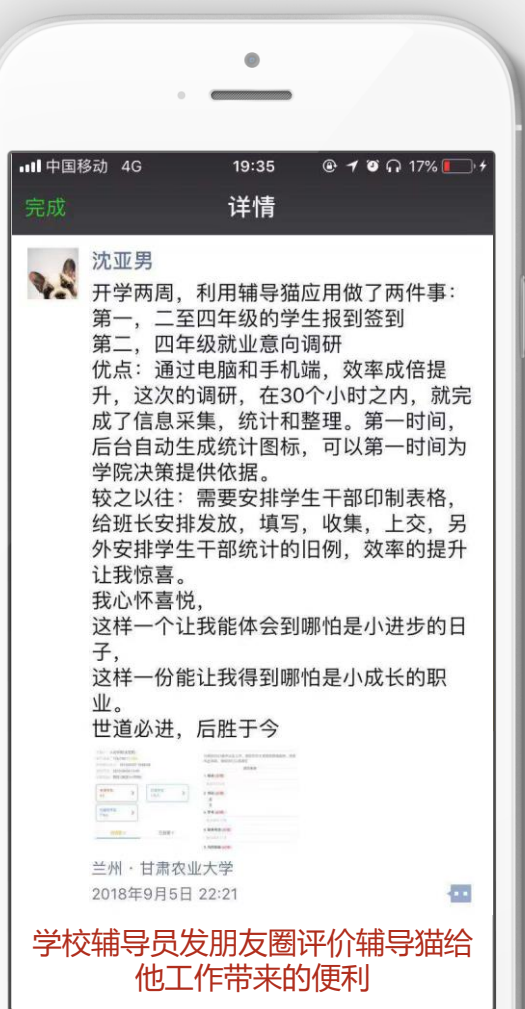 中国移动 4G 19:35 17%
完成 详情
沈亚男
开学两周，利用辅导猫应用做了两件事：
第一，二至四年级的学生报到签到
第二，四年级就业意向调研
优点：通过电脑和手机端，效率成倍提
升，这次的调研，在30个小时之内，就完
成了信息采集，统计和整理。第一时间，
后台自动生成统计图标，可以第一时间为
学院决策提供依据。
较之以往：需要安排学生干部印制表格，
给班长安排发放，填写，收集，上交，另
外安排学生干部统计的旧例，效率的提升
让我惊喜。
我心怀喜悦，
这样一个让我能体会到哪怕是小进步的日
子，
这样一份能让我得到哪怕是小成长的职
业。
世道必进，后胜于今
兰州 · 甘肃农业大学
2018年9月5日 22:21
学校辅导员发朋友圈评价辅导猫给
他工作带来的便利